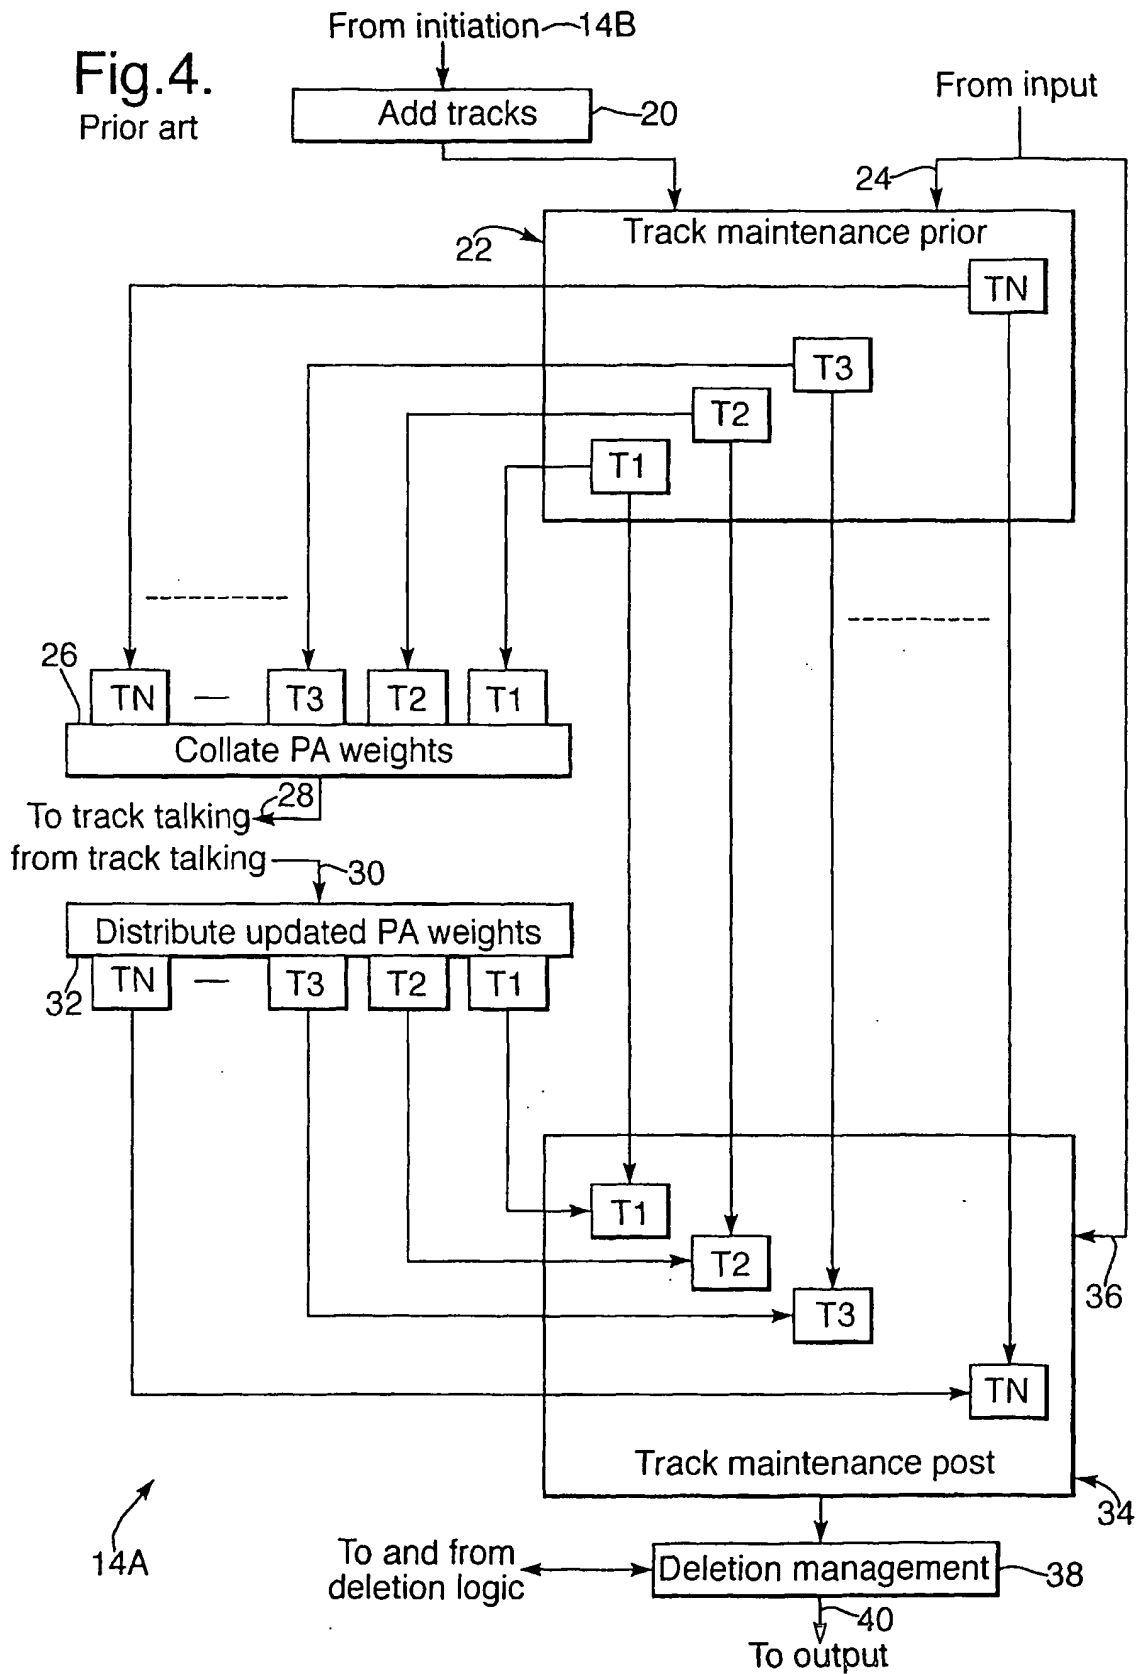 From initiation 14B
Fig.4.
Prior art
From input
Add tracks 20
24
22
Track maintenance prior
TN
T3
T2
T1
26
TN — T3 T2 T1
Collate PA weights
28
To track talking
from track talking
30
Distribute updated PA weights
32
TN — T3 T2 T1
T1
T2
36
T3
TN
Track maintenance post
34
14A
To and from
deletion logic
Deletion management 38
40
To output